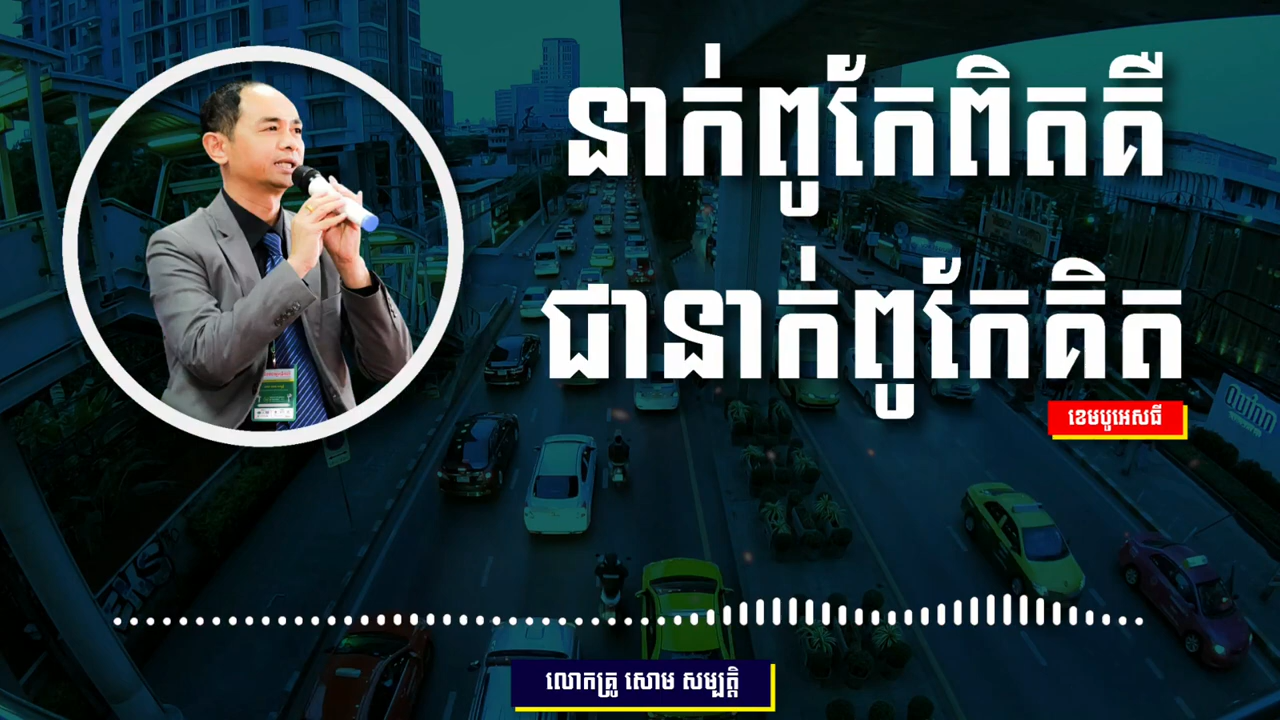 នាក់ពូកែពិតគឺ
ជានាក់ពូកែគិត
ខេមបូអេសធី
លោកគ្រូ សោម សម្បត្តិ